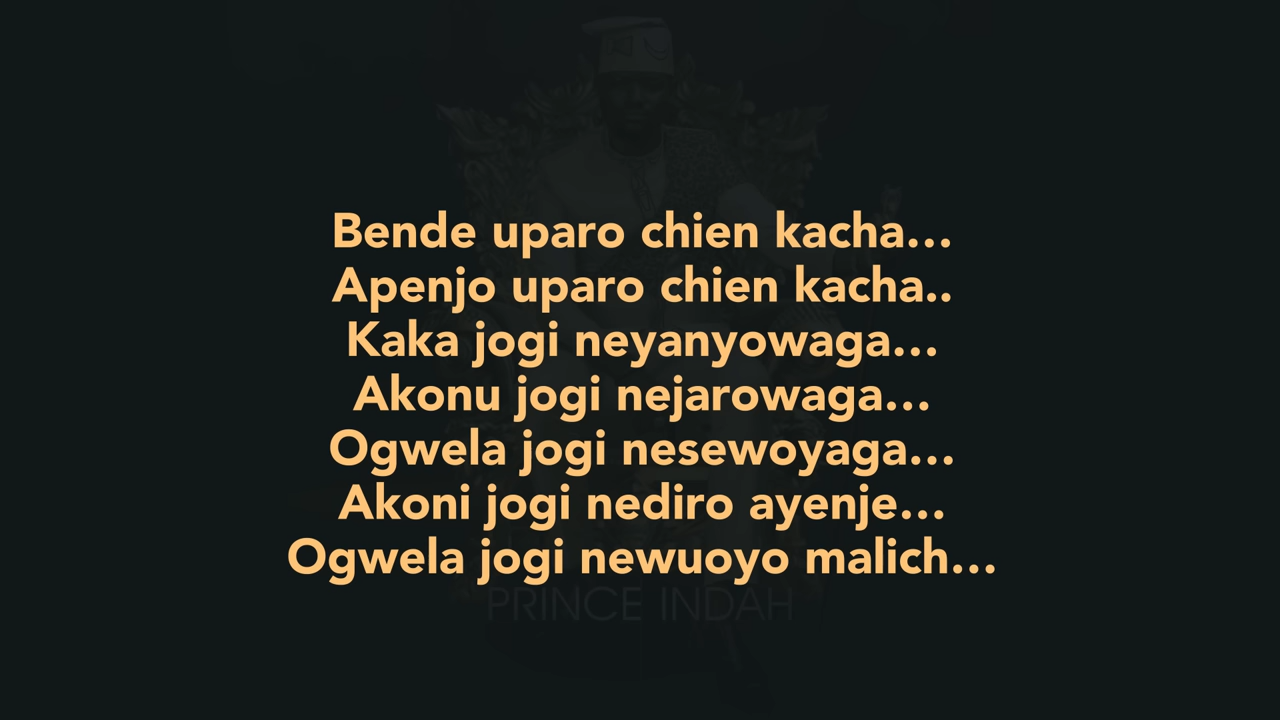 Bende uparo chien kacha...
Apenjo uparo chien kacha..
Kaka jogi neyanyowaga...
Akonu jogi nejarowaga...
Ogwela jogi nesewoyaga...
Akoni jogi nediro ayenje...
Ogwela jogi newuoyo malich...
PRINCE INDAH